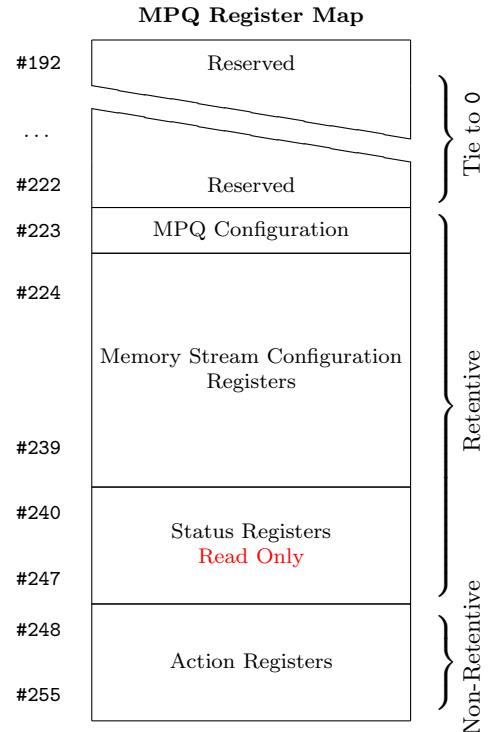 MPQ Register Map
#192
Reserved
...
#222
Reserved
Tie to 0
#223
MPQ Configuration
#224
Memory Stream Configuration
Registers
#239
Retentive
#240
Status Registers
Read Only
#247
#248
Action Registers
#255
Non-Retentive